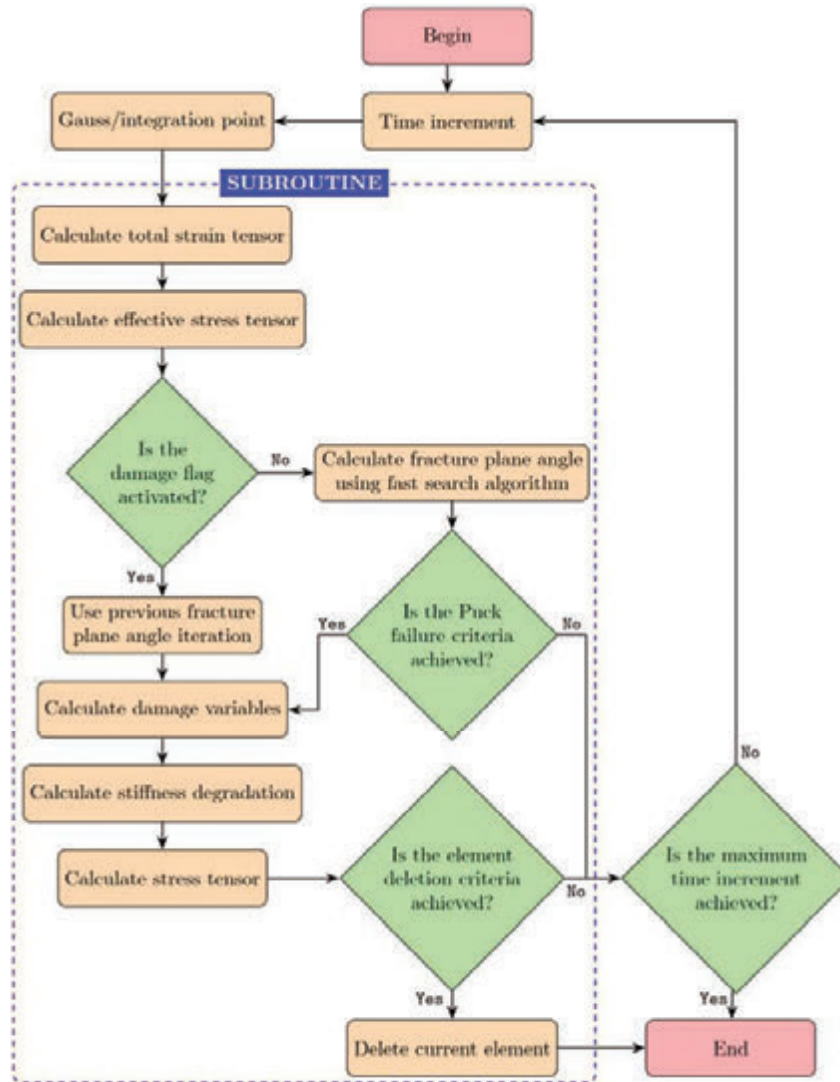 Begin
Gauss/integration point
Time increment
SUBROUTINE
Calculate total strain tensor
Calculate effective stress tensor
Is the
damage flag
activated?
No
Calculate fracture plane angle
using fast search algorithm
Yes
Use previous fracture
plane angle iteration
Yes
Is the Puck
failure criteria
achieved?
No
Calculate damage variables
Calculate stiffness degradation
No
Calculate stress tensor
Is the element
deletion criteria
achieved?
No
Is the maximum
time increment
achieved?
Yes
Yes
Delete current element
End